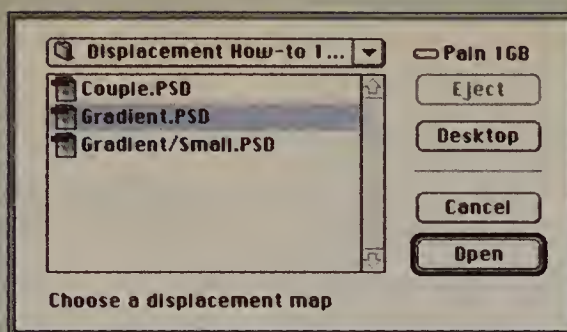 Displacement How-to 1...
Pain 1GB
Couple.PSD
Gradient.PSD
Gradient/Small.PSD
Eject
Desktop
Cancel
Open
Choose a displacement map